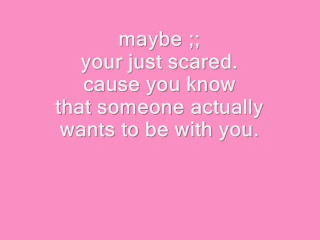 maybe ;;
your just scared.
cause you know
that someone actually
wants to be with you.